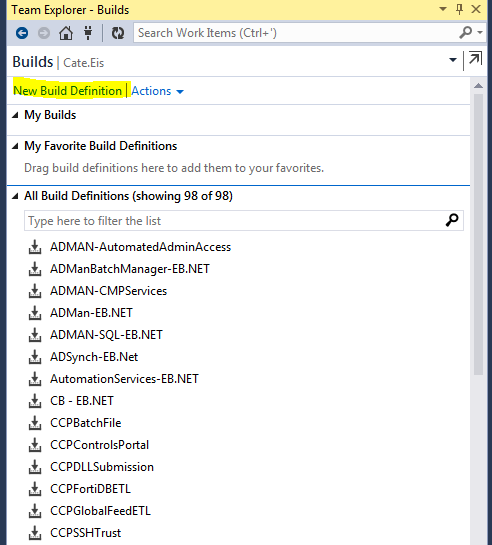 Team Explorer - Builds
Search Work Items (Ctrl+')
Builds | Cate.Eis
New Build Definition | Actions
My Builds
My Favorite Build Definitions
Drag build definitions here to add them to your favorites.
All Build Definitions (showing 98 of 98)
Type here to filter the list
ADMAN-AutomatedAdminAccess
ADManBatchManager-EB.NET
ADMAN-CMPServices
ADMan-EB.NET
ADMAN-SQL-EB.NET
ADSynch-EB.Net
AutomationServices-EB.NET
CB - EB.NET
CCPBatchFile
CCPControlsPortal
CCPDLLSubmission
CCPFortiDBETL
CCPGlobalFeedETL
CCPSSHTrust